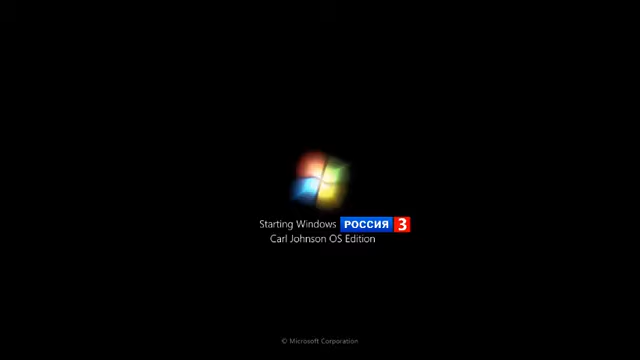 Starting Windows РОССИЯ 3
Carl Johnson OS Edition
© Microsoft Corporation